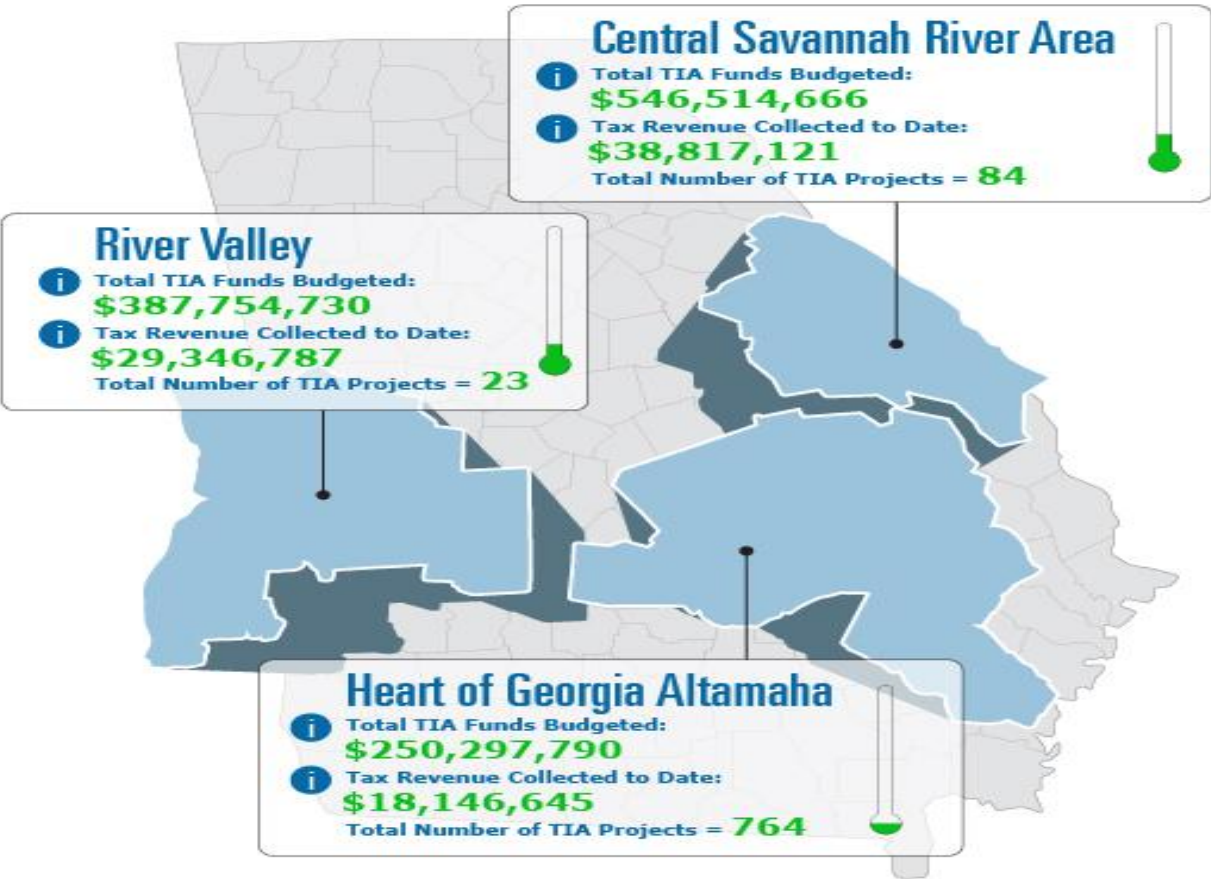 Central Savannah River Area
i Total TIA Funds Budgeted:
$546,514,666
i Tax Revenue Collected to Date:
$38,817,121
Total Number of TIA Projects = 84
River Valley
i Total TIA Funds Budgeted:
$387,754,730
i Tax Revenue Collected to Date:
$29,346,787
Total Number of TIA Projects = 23
Heart of Georgia Altamaha
i Total TIA Funds Budgeted:
$250,297,790
i Tax Revenue Collected to Date:
$18,146,645
Total Number of TIA Projects = 764